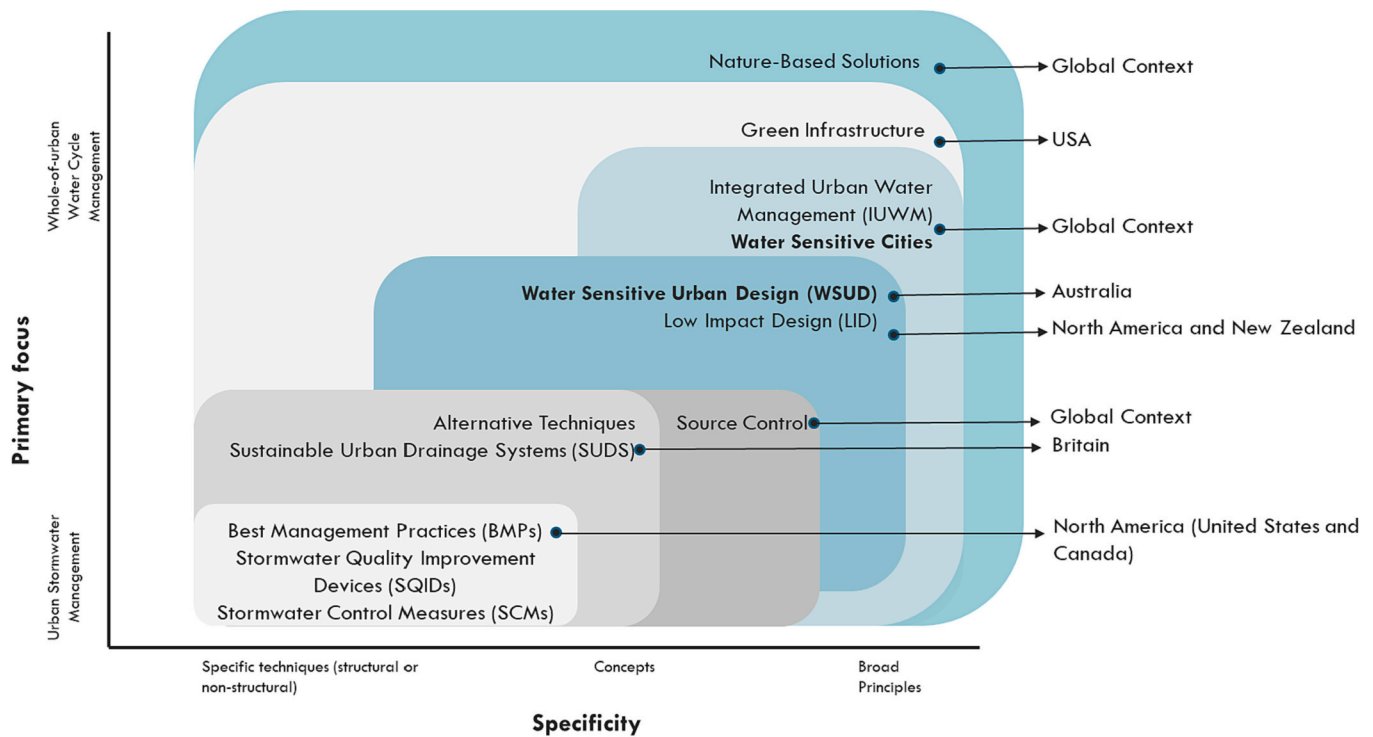 Nature-Based Solutions
Global Context
Green Infrastructure
USA
Whole-of-urban
Water Cycle
Management
Integrated Urban Water
Management (IUWM)
Water Sensitive Cities
Global Context
Water Sensitive Urban Design (WSUD)
Australia
Low Impact Design (LID)
North America and New Zealand
Primary focus
Alternative Techniques
Source Control
Global Context
Sustainable Urban Drainage Systems (SUDS)
Britain
Urban Stormwater
Management
Best Management Practices (BMPs)
North America (United States and
Canada)
Stormwater Quality Improvement
Devices (SQIDs)
Stormwater Control Measures (SCMs)
Specific techniques (structural or
non-structural)
Concepts
Broad
Principles
Specificity